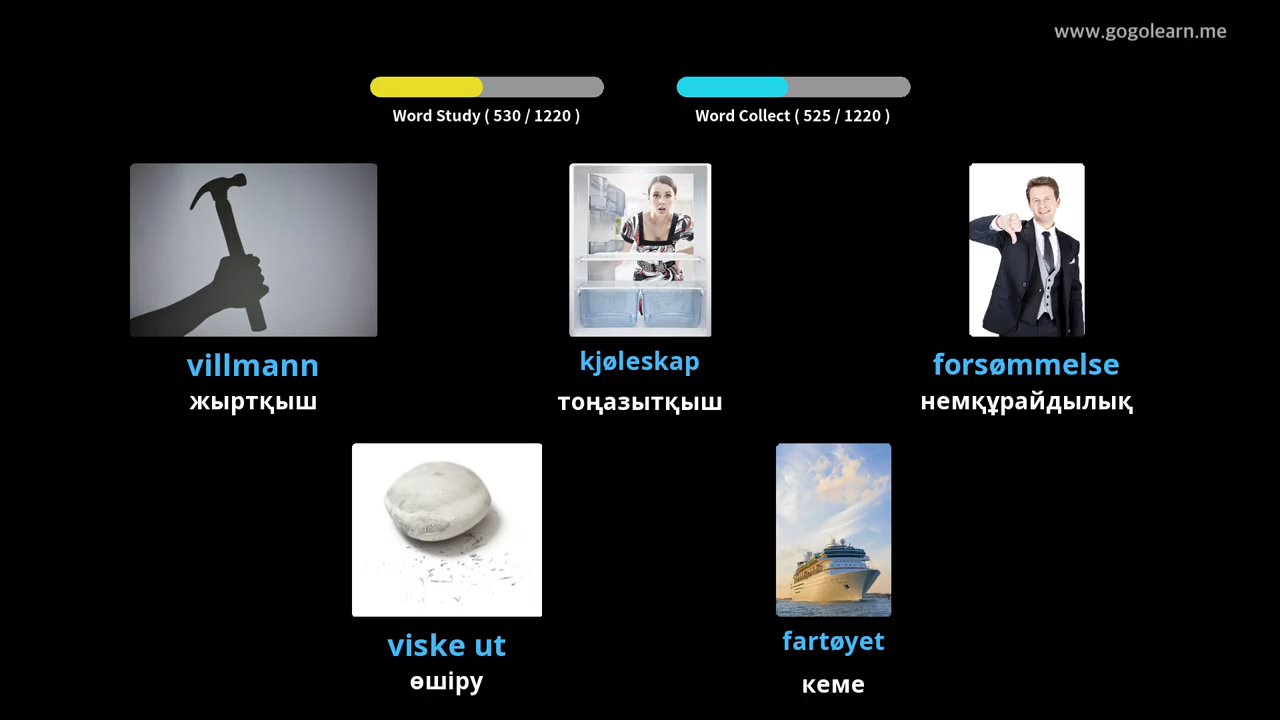 www.gogolearn.me
Word Study ( 530 / 1220 )
Word Collect ( 525 / 1220 )
villmann
жыртқыш
kjøleskap
тоңазытқыш
forsømmelse
немқұрайдылық
viske ut
өшіру
fartøyet
кеме